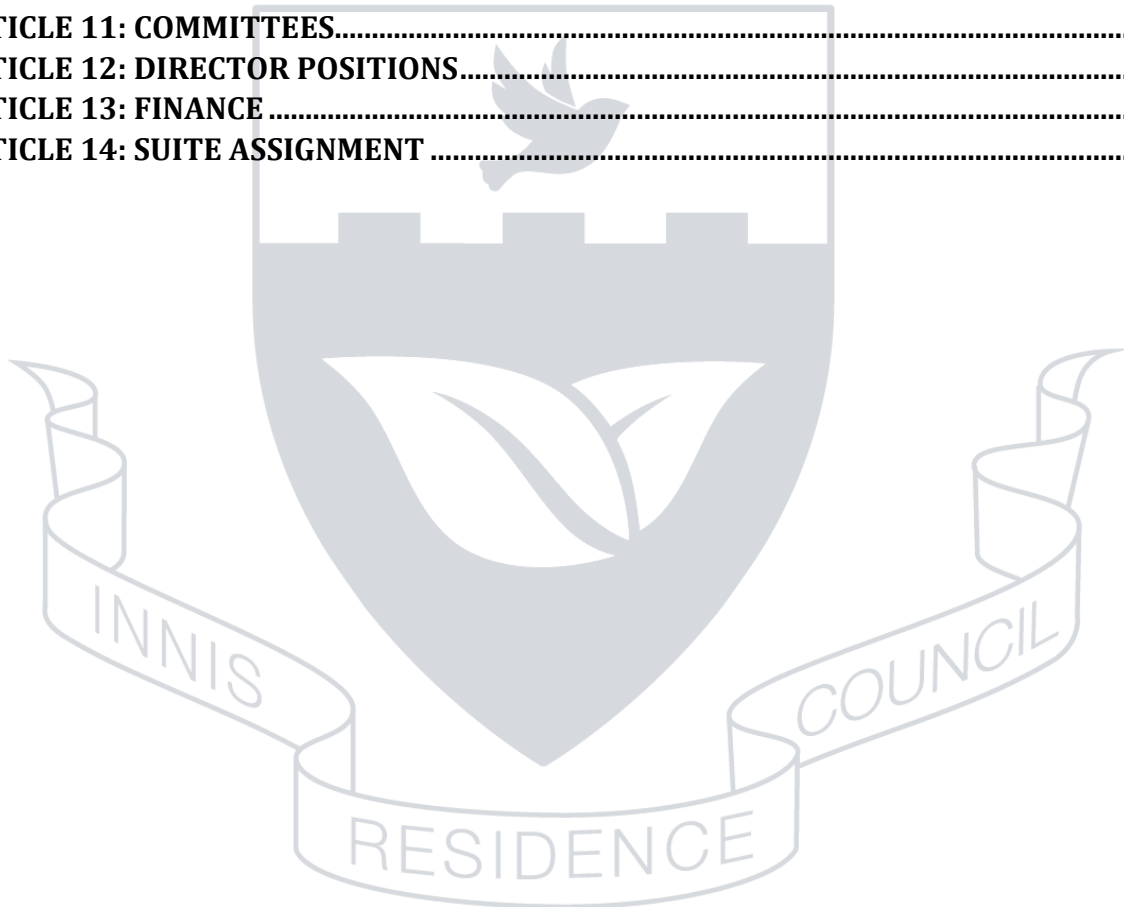 TICLE 11: COMMITTEES
TICLE 12: DIRECTOR POSITIONS
TICLE 13: FINANCE
TICLE 14: SUITE ASSIGNMENT
INNIS
RESIDENCE
COUNCIL